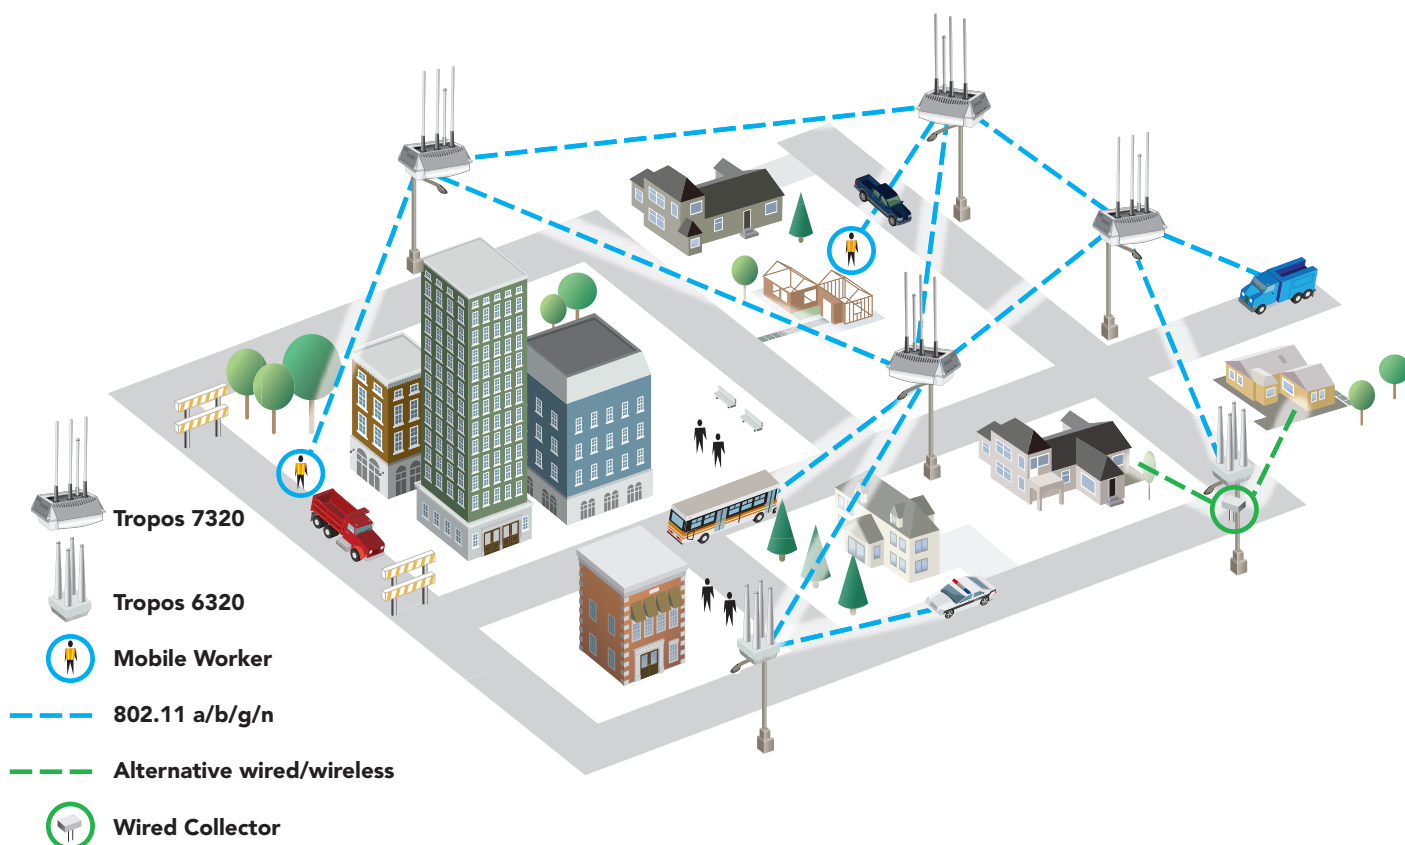 Tropos 7320
Tropos 6320
Mobile Worker
802.11 a/b/g/n
Alternative wired/wireless
Wired Collector